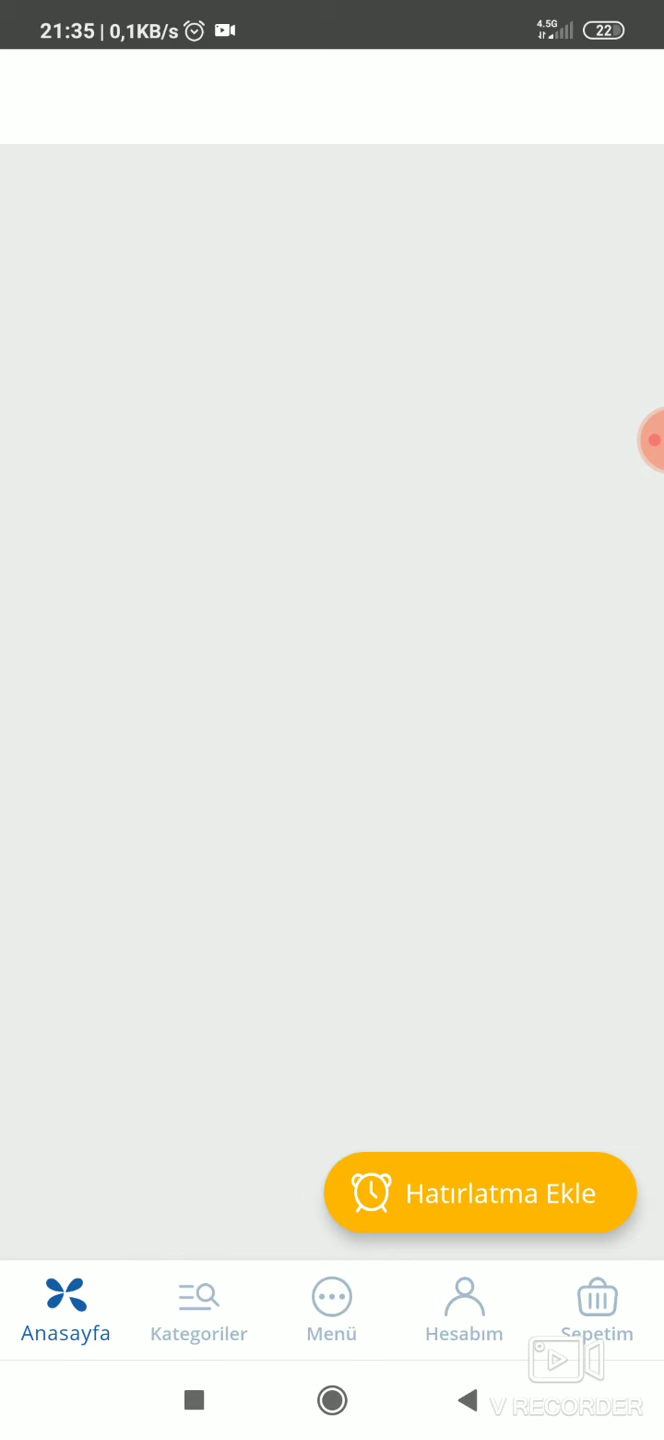 21:35 | 0,1KB/s
4.5G
22
Hatırlatma Ekle
Anasayfa
Kategoriler
Menü
Hesabım
Sepetim
V RECORDER